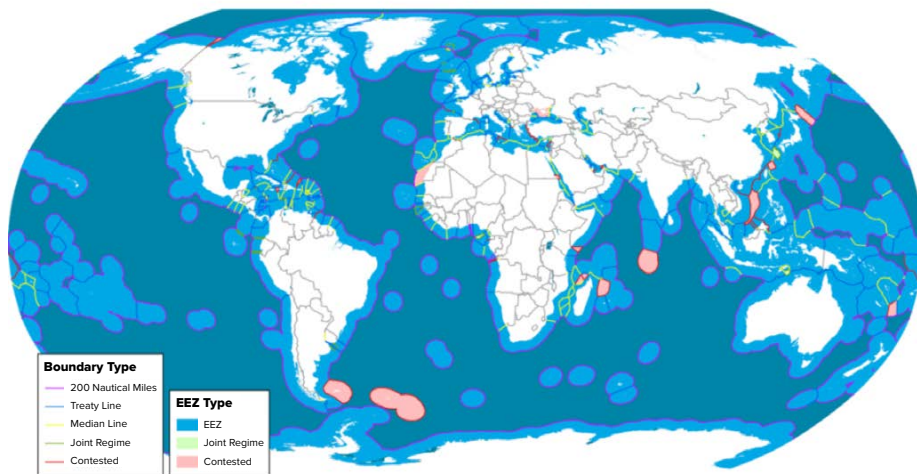 Boundary Type
200 Nautical Miles
Treaty Line
Median Line
Joint Regime
Contested
EEZ Type
EEZ
Joint Regime
Contested